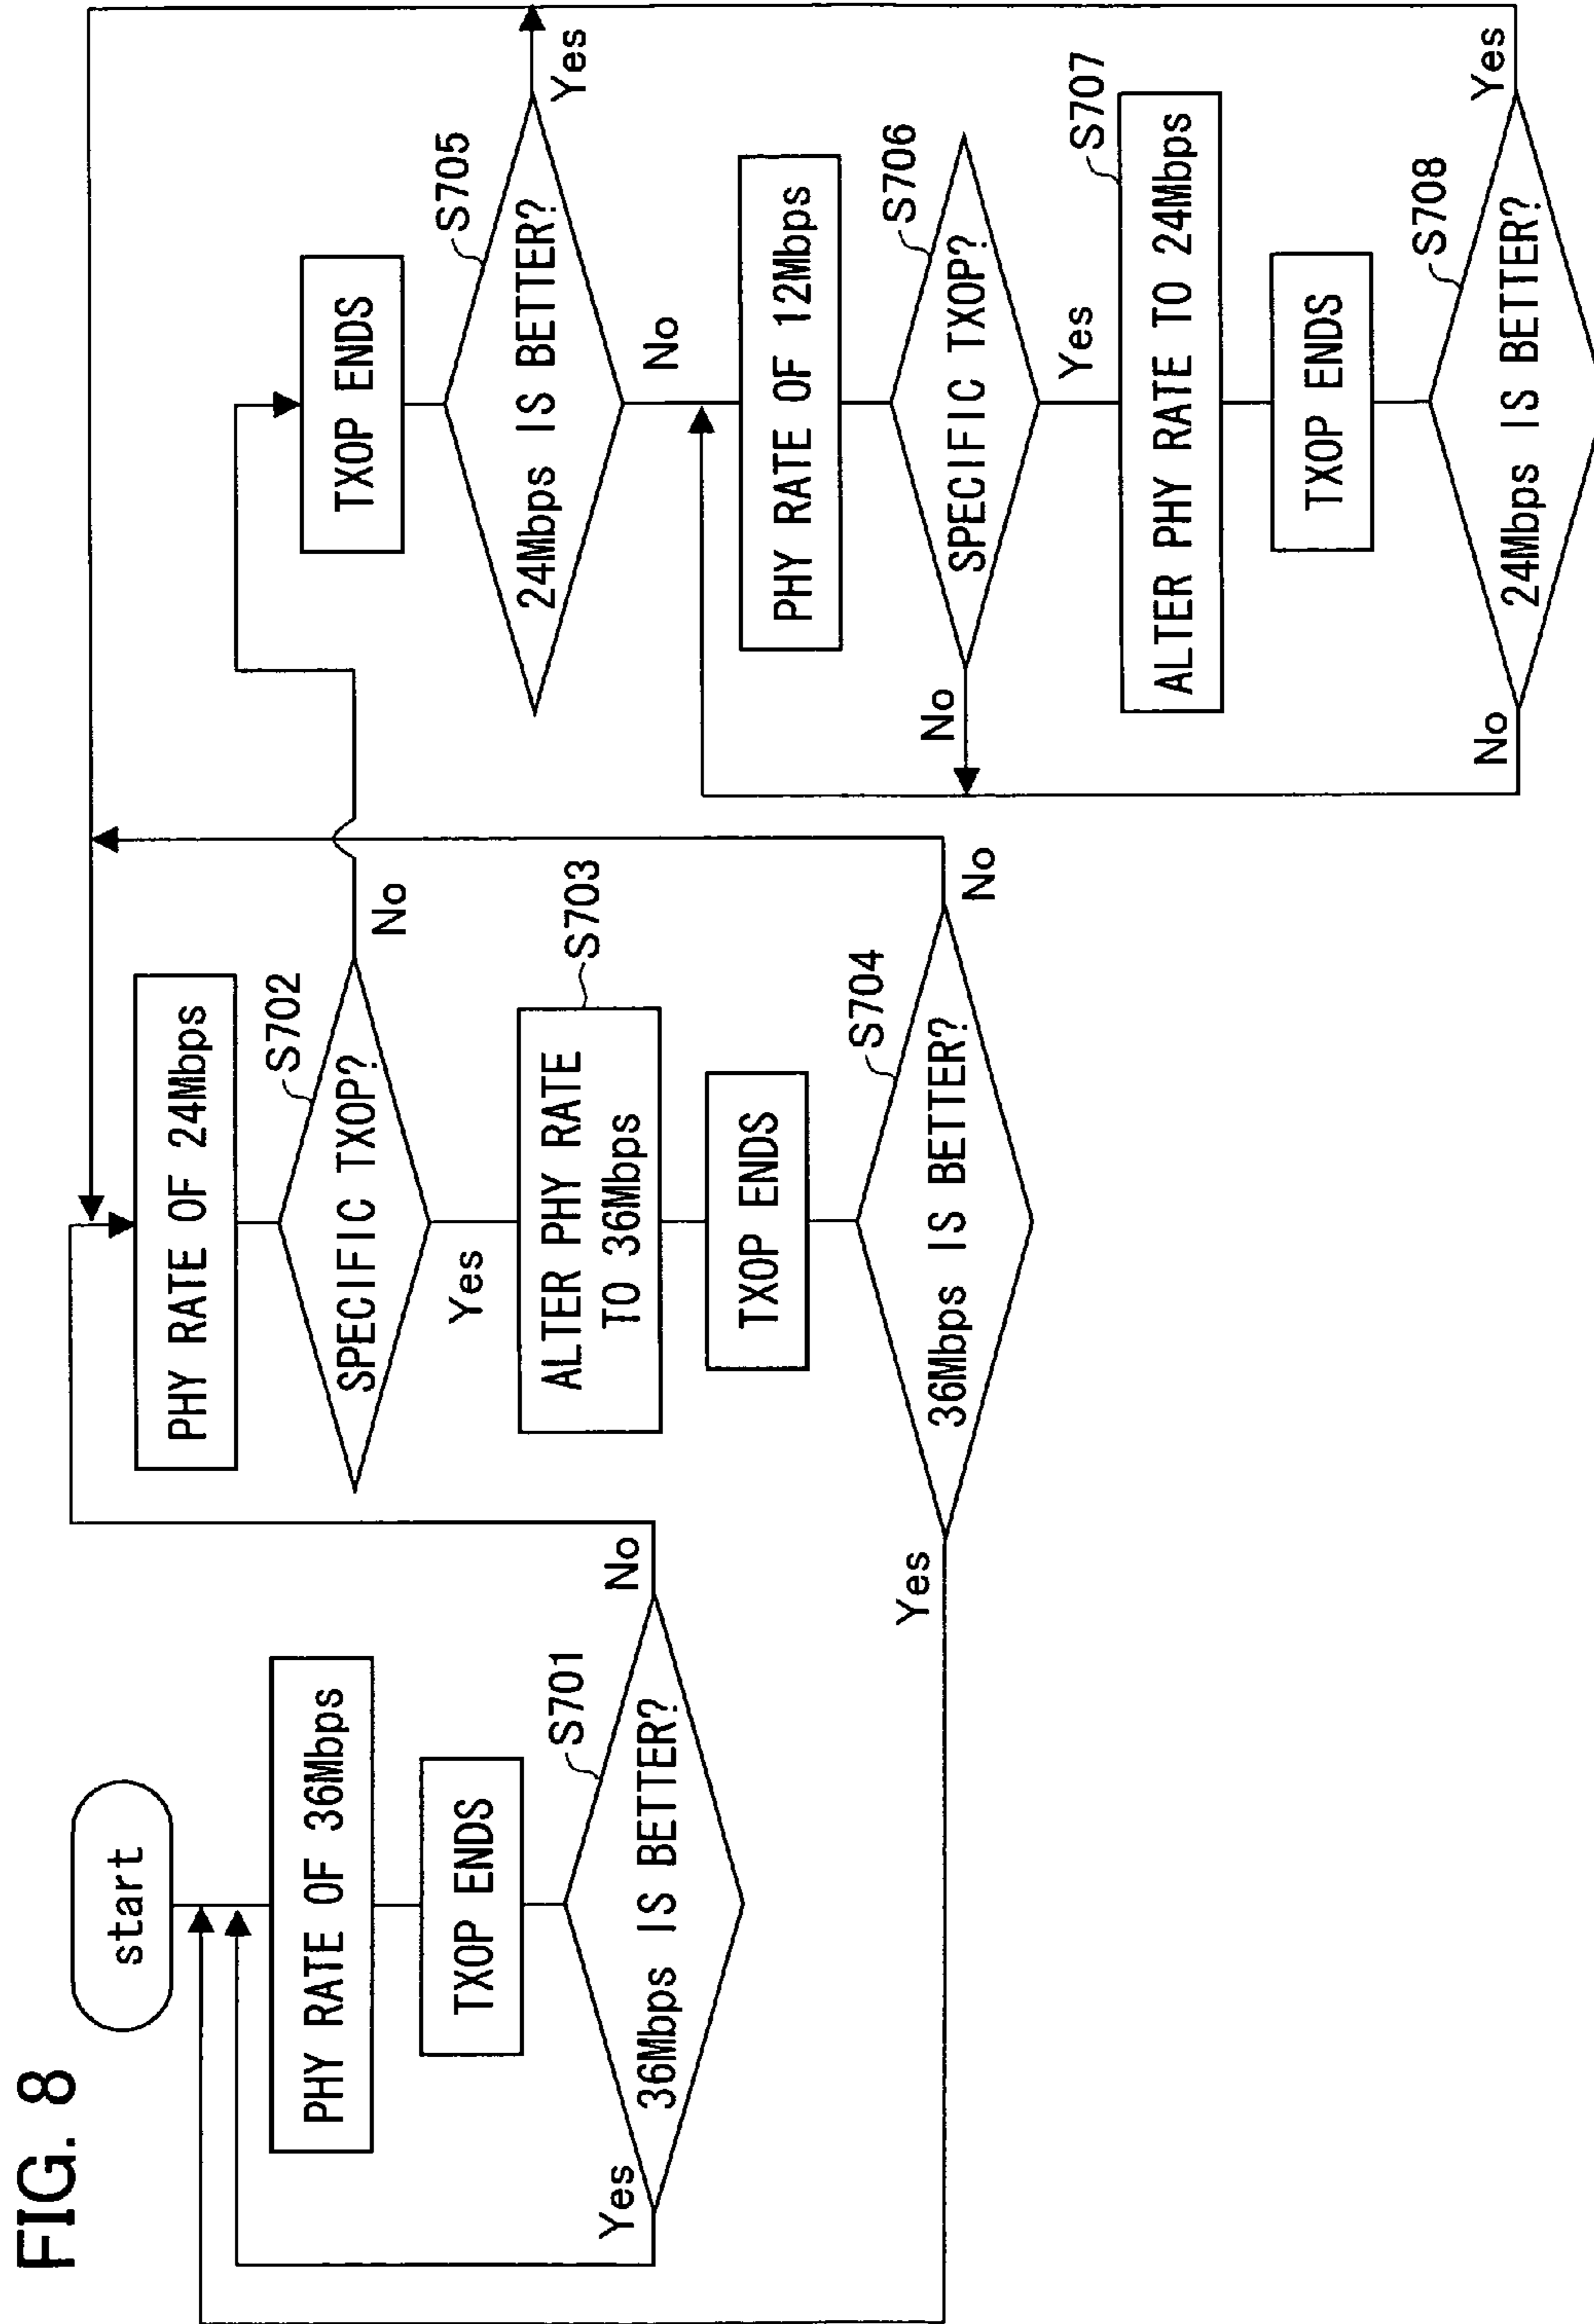 FIG. 8
start
PHY RATE OF 36Mbps
TXOP ENDS
S701
36Mbps IS BETTER?
Yes
No
PHY RATE OF 24Mbps
S702
SPECIFIC TXOP?
No
Yes
S703
ALTER PHY RATE
TO 36Mbps
TXOP ENDS
S704
36Mbps IS BETTER?
Yes
No
TXOP ENDS
S705
24Mbps IS BETTER?
Yes
No
PHY RATE OF 12Mbps
S706
SPECIFIC TXOP?
No
Yes
S707
ALTER PHY RATE TO 24Mbps
TXOP ENDS
S708
24Mbps IS BETTER?
No
Yes